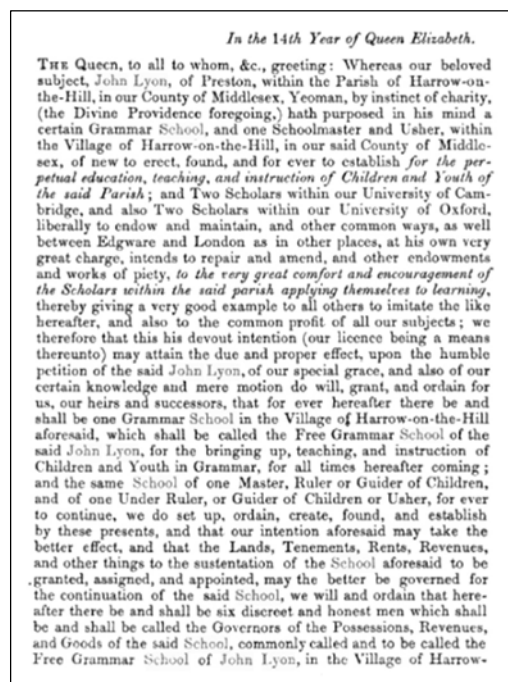 In the 14th Year of Queen Elizabeth.
THE Queen, to all to whom, &c., greeting: Whereas our beloved
subject, John Lyon, of Preston, within the Parish of Harrow-on-
the-Hill, in our County of Middlesex, Yeoman, by instinct of charity,
(the Divine Providence foregoing,) hath purposed in his mind a
certain Grammar School, and one Schoolmaster and Usher, within
the Village of Harrow-on-the-Hill, in our said County of Middle-
sex, of new to erect, found, and for ever to establish for the per-
petual education, teaching, and instruction of Children and Youth of
the said Parish; and Two Scholars within our University of Cam-
bridge, and also Two Scholars within our University of Oxford,
liberally to endow and maintain, and other common ways, as well
between Edgware and London as in other places, at his own very
great charge, intends to repair and amend, and other endowments
and works of piety, to the very great comfort and encouragement of
the Scholars within the said parish applying themselves to learning,
thereby giving a very good example to all others to imitate the like
hereafter, and also to the common profit of all our subjects; we
therefore that this his devout intention (our licence being a means
thereunto) may attain the due and proper effect, upon the humble
petition of the said John Lyon, of our special grace, and also of our
certain knowledge and mere motion do will, grant, and ordain for
us, our heirs and successors, that for ever hereafter there be and
shall be one Grammar School in the Village of Harrow-on-the-Hill
aforesaid, which shall be called the Free Grammar School of the
said John Lyon, for the bringing up, teaching, and instruction of
Children and Youth in Grammar, for all times hereafter coming;
and the same School of one Master, Ruler or Guider of Children,
and of one Under Ruler, or Guider of Children or Usher, for ever
to continue, we do set up, ordain, create, found, and establish
by these presents, and that our intention aforesaid may take the
better effect, and that the Lands, Tenements, Rents, Revenues,
and other things to the sustentation of the School aforesaid to be
granted, assigned, and appointed, may the better be governed for
the continuation of the said School, we will and ordain that here-
after there be and shall be six discreet and honest men which shall
be and shall be called the Governors of the Possessions, Revenues,
and Goods of the said School, commonly called and to be called the
Free Grammar School of John Lyon, in the Village of Harrow-